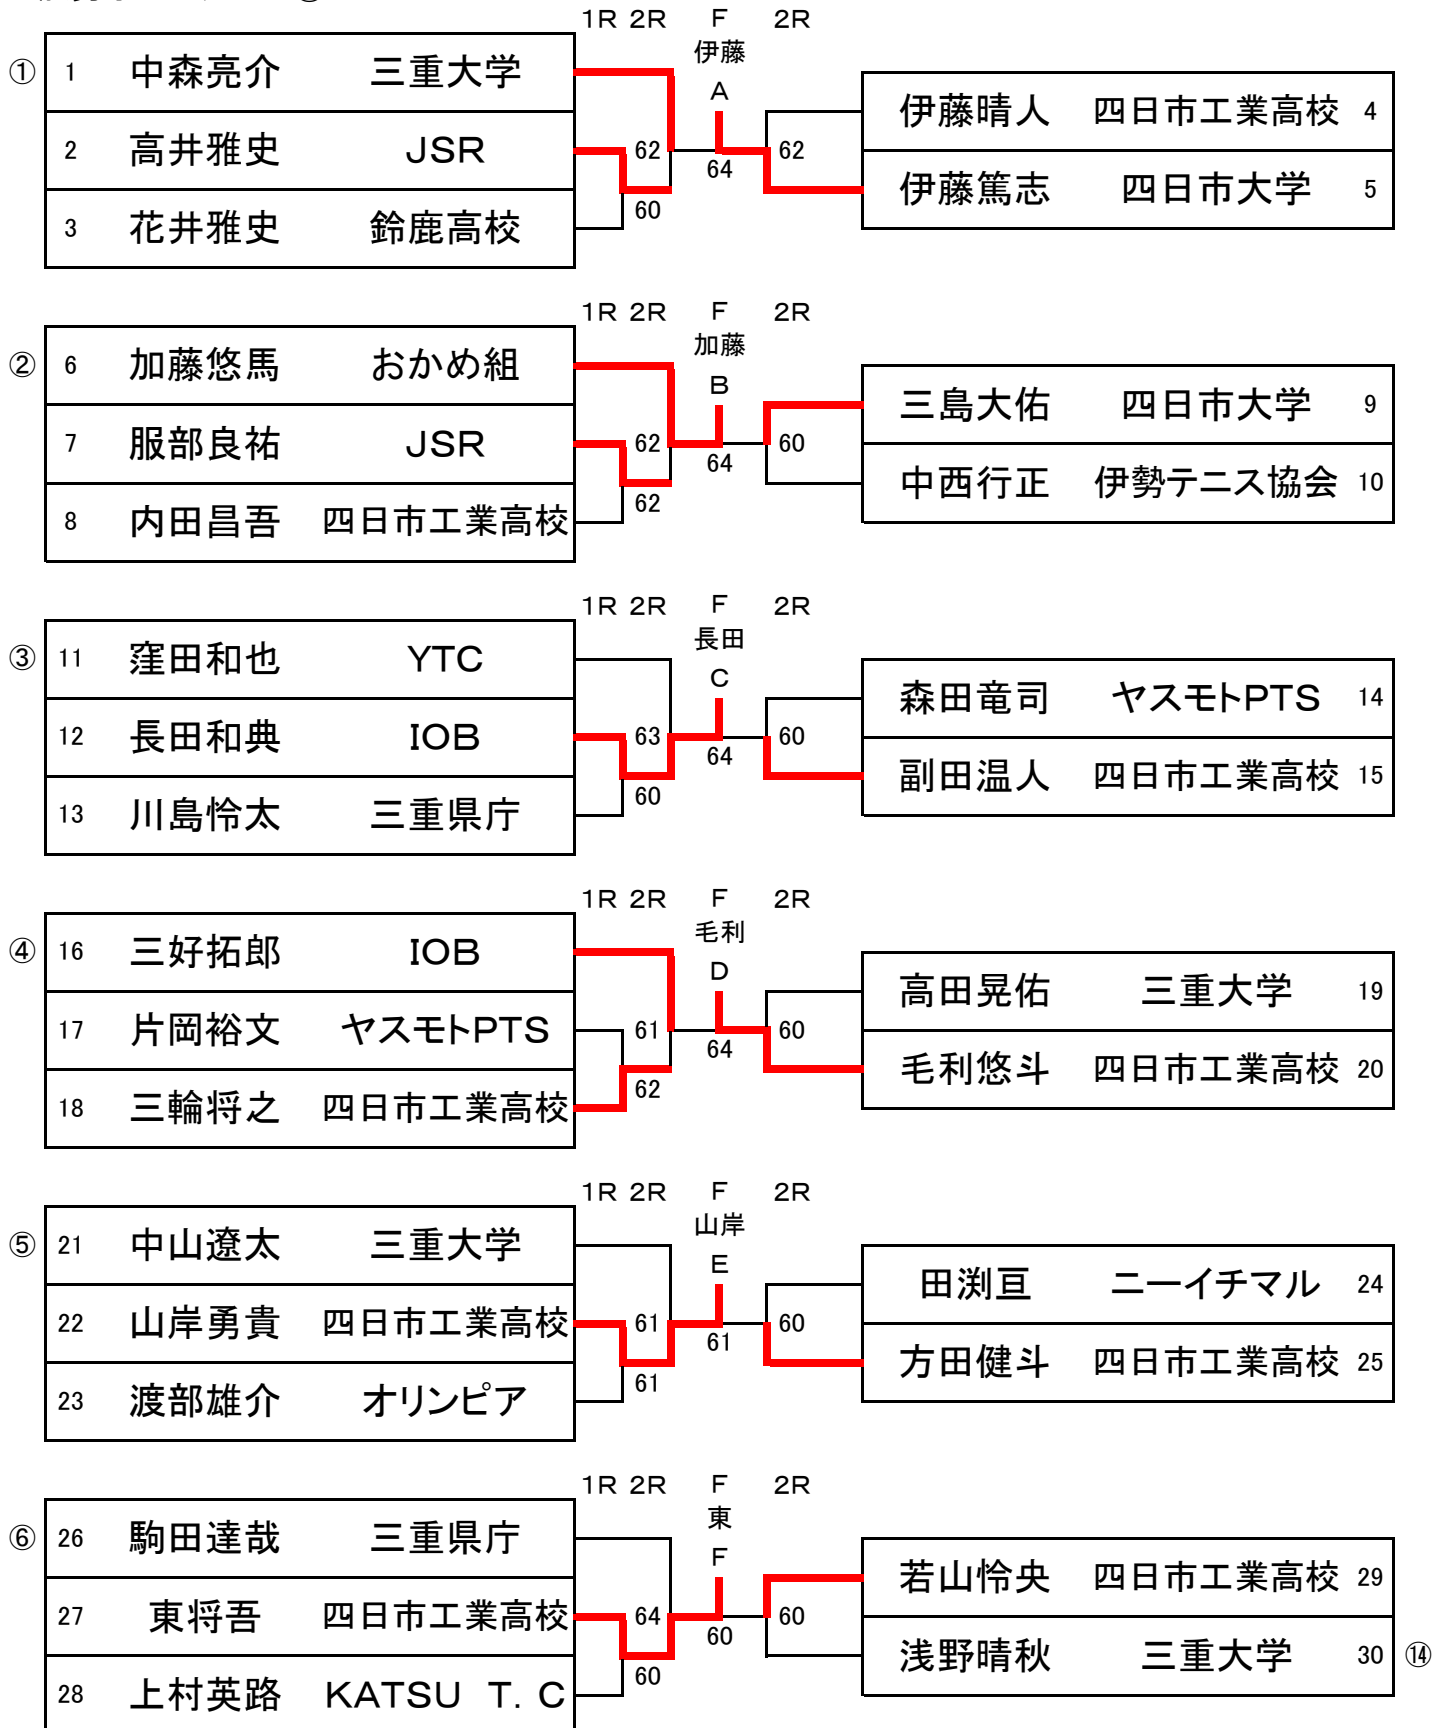 1R 2R F 2R
伊藤
A
① 1 中森亮介 三重大学
2 高井雅史 JSR
3 花井雅史 鈴鹿高校
62
60
64
62
伊藤晴人 四日市工業高校 4
伊藤篤志 四日市大学 5
1R 2R F 2R
加藤
B
② 6 加藤悠馬 おかめ組
7 服部良祐 JSR
8 内田昌吾 四日市工業高校
62
62
64
60
三島大佑 四日市大学 9
中西行正 伊勢テニス協会 10
1R 2R F 2R
長田
C
③ 11 窪田和也 YTC
12 長田和典 IOB
13 川島怜太 三重県庁
63
60
64
60
森田竜司 ヤスモトPTS 14
副田温人 四日市工業高校 15
1R 2R F 2R
毛利
D
④ 16 三好拓郎 IOB
17 片岡裕文 ヤスモトPTS
18 三輪将之 四日市工業高校
61
62
64
60
高田晃佑 三重大学 19
毛利悠斗 四日市工業高校 20
1R 2R F 2R
山岸
E
⑤ 21 中山遼太 三重大学
22 山岸勇貴 四日市工業高校
23 渡部雄介 オリンピア
61
61
61
60
田渕亘 ニーイチマル 24
方田健斗 四日市工業高校 25
1R 2R F 2R
東
F
⑥ 26 駒田達哉 三重県庁
27 東将吾 四日市工業高校
28 上村英路 KATSU T.C
64
60
60
60
若山怜央 四日市工業高校 29
浅野晴秋 三重大学 30 ⑭